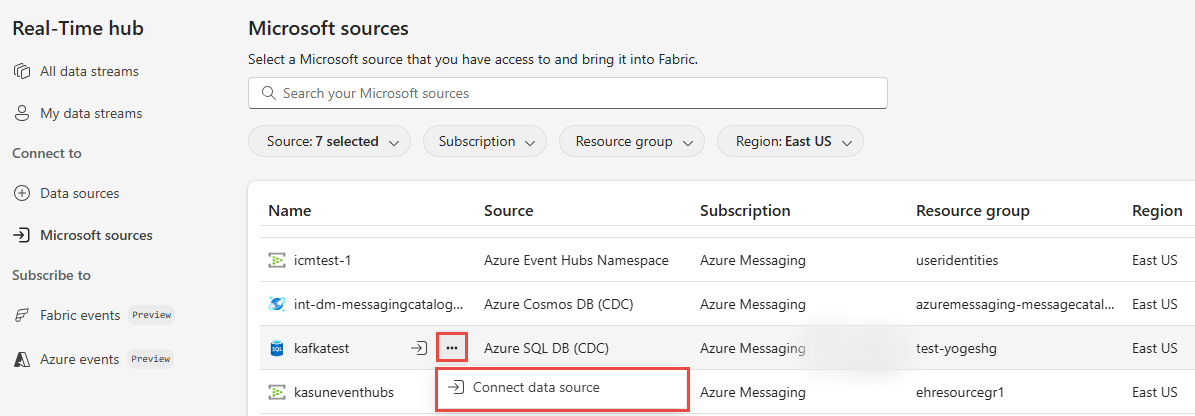 Real-Time hub
All data streams
My data streams
Connect to
Data sources
Microsoft sources
Subscribe to
Fabric events Preview
Azure events Preview
Microsoft sources
Select a Microsoft source that you have access to and bring it into Fabric.
Search your Microsoft sources
Source: 7 selected Subscription Resource group Region: East US
Name Source Subscription Resource group Region
icmtest-1 Azure Event Hubs Namespace Azure Messaging useridentities East US
int-dm-messagingcatalog... Azure Cosmos DB (CDC) Azure Messaging azuremessaging-messagecatal... East US
kafkatest ... Azure SQL DB (CDC) Azure Messaging test-yogeshg East US
Connect data source
kasuneventhubs Azure Messaging ehresourcegr1 East US